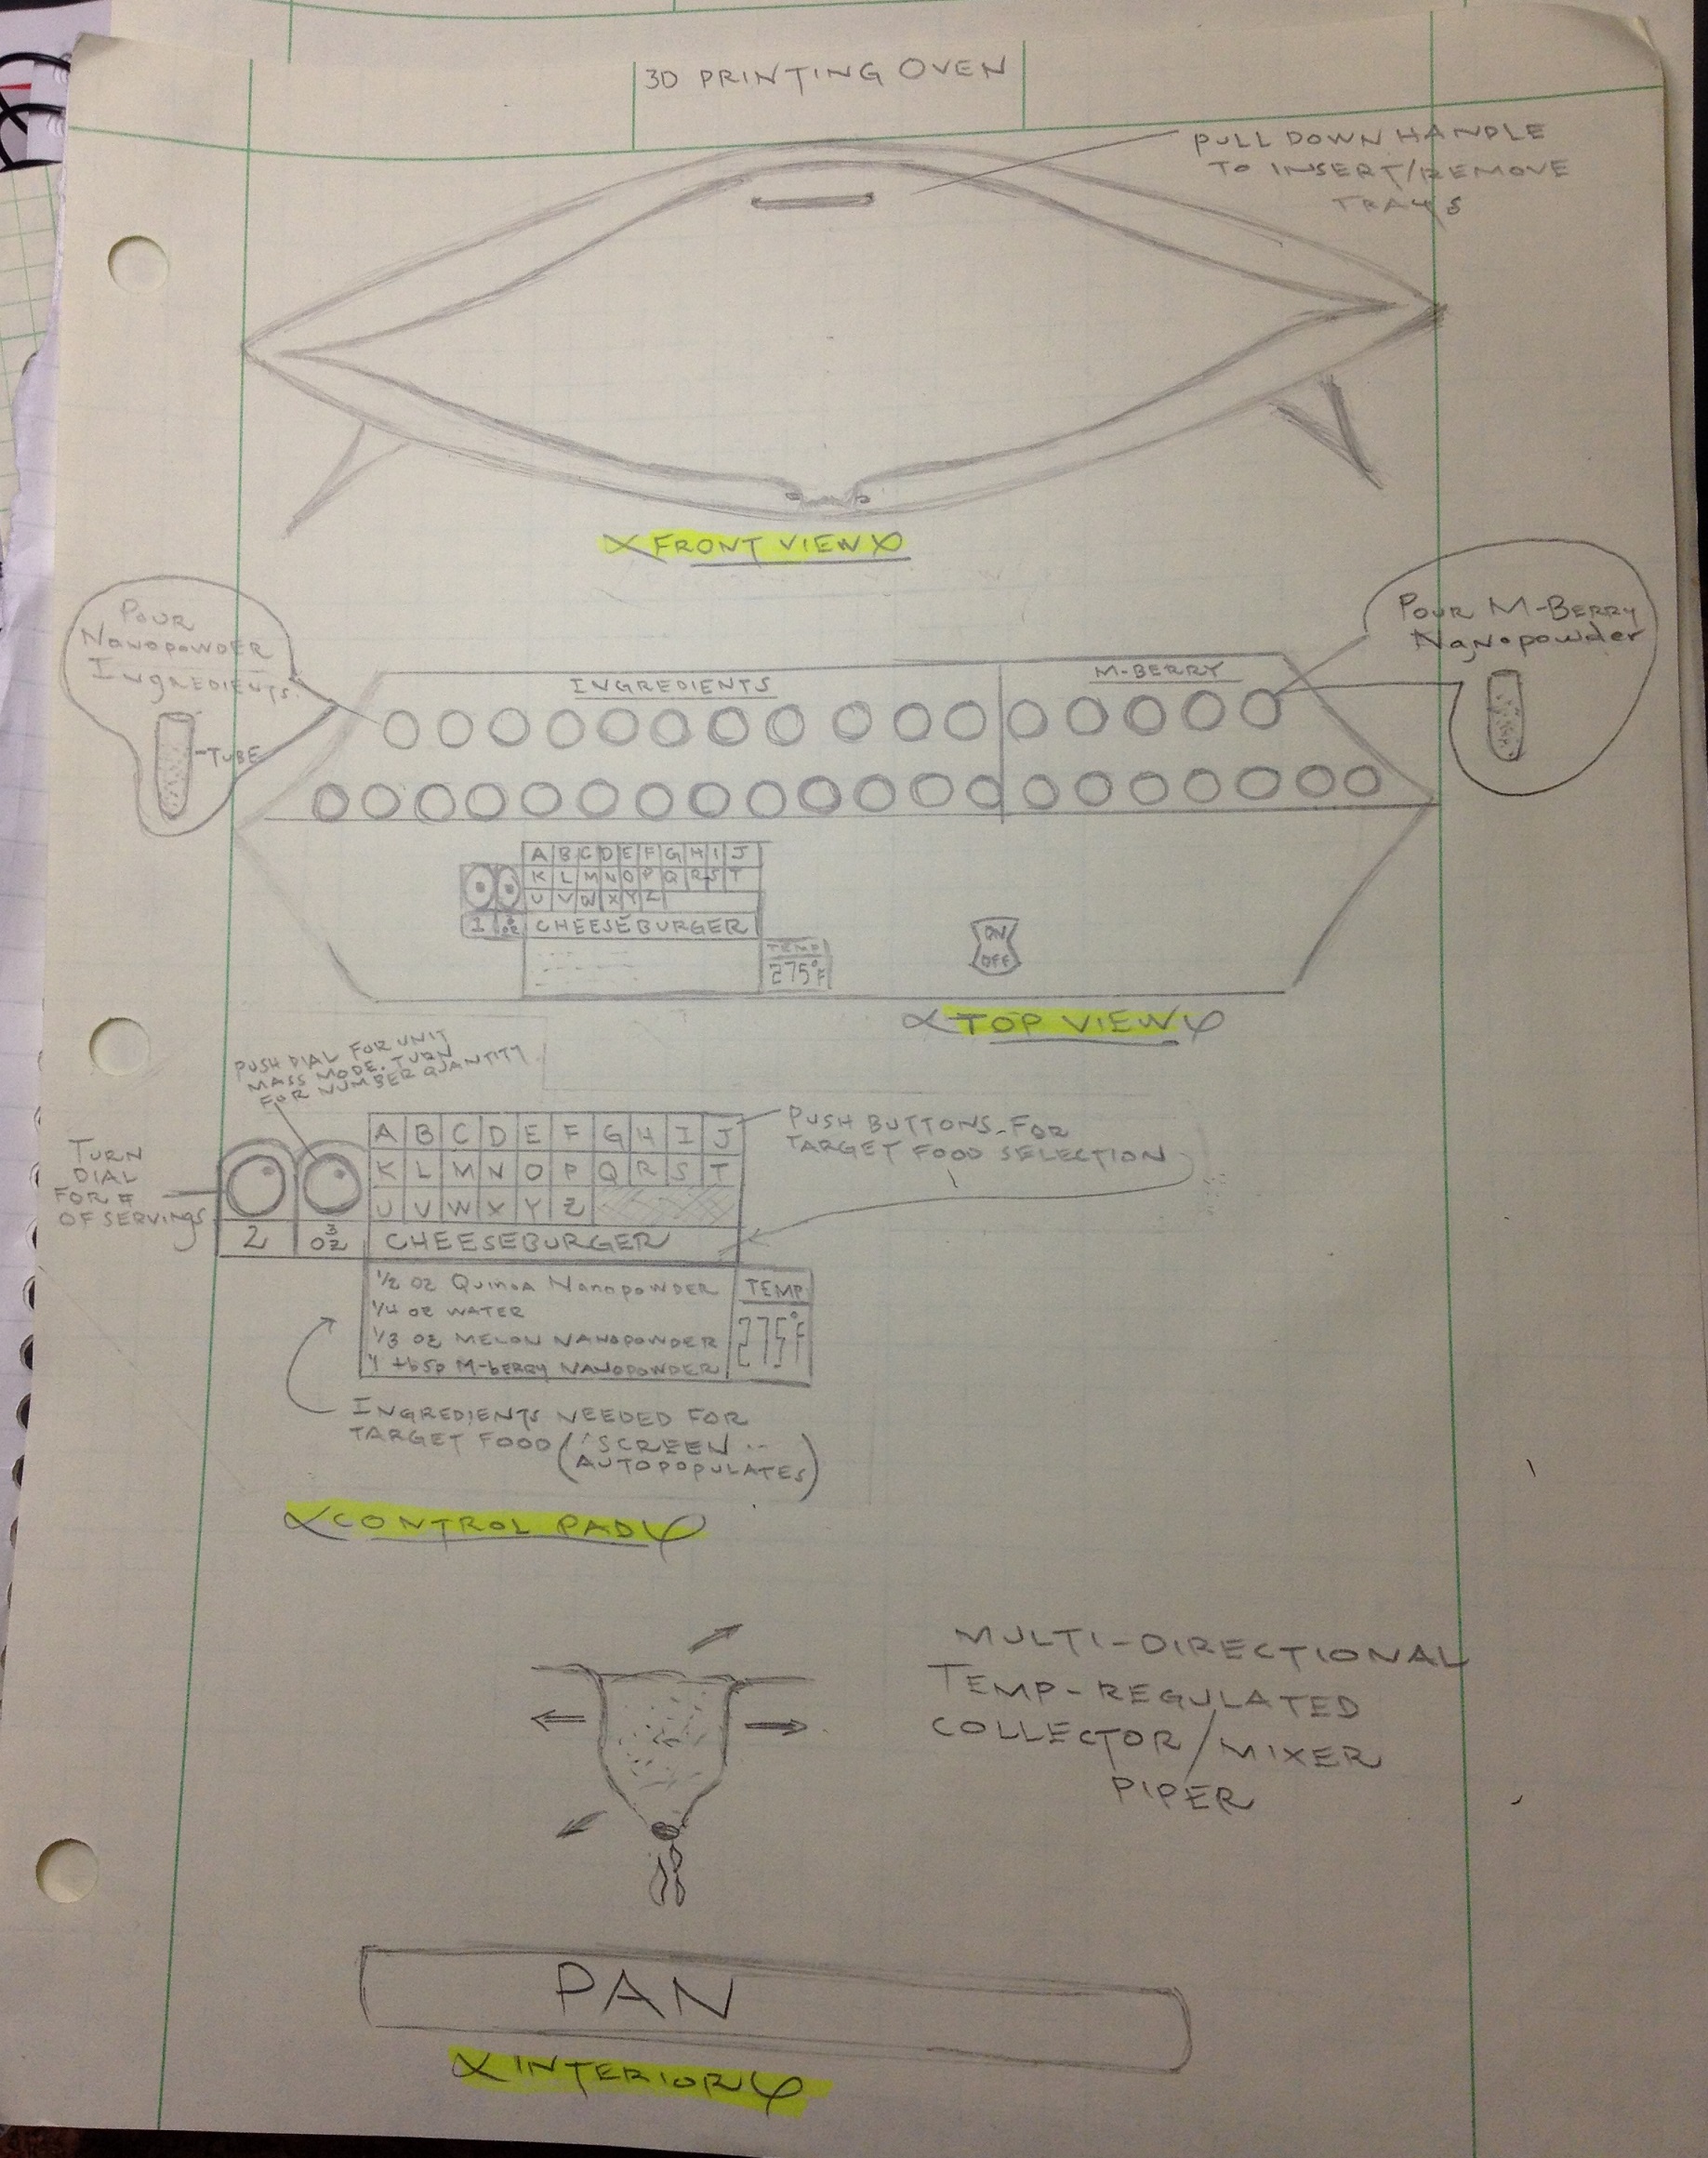 3D PRINTING OVEN
PULL DOWN HANDLE
TO INSERT/REMOVE
TRAYS
FRONT VIEW
POUR
NANOPOWDER
INGREDIENTS
-TUBE
POUR M-BERRY
NANOPOWDER
INGREDIENTS
M-BERRY
A B C D E F G H I J
K L M N O P Q R S T
U V W X Y Z
1
3
OZ
CHEESEBURGER
TEMP
275°F
ON
OFF
TOP VIEW
PUSH DIAL FOR UNIT
MASS MODE. TURN
FOR NUMBER QUANTITY
TURN
DIAL
FOR #
OF SERVINGS
A B C D E F G H I J
K L M N O P Q R S T
U V W X Y Z
2
3
OZ
CHEESEBURGER
PUSH BUTTONS FOR
TARGET FOOD SELECTION
1/2 OZ QUINOA NANOPOWDER
1/4 OZ WATER
1/3 OZ MELON NANOPOWDER
1 tbsp M-BERRY NANOPOWDER
TEMP
275°F
INGREDIENTS NEEDED FOR
TARGET FOOD (SCREEN
AUTOPOPULATES)
CONTROL PAD
MULTI-DIRECTIONAL
TEMP-REGULATED
COLLECTOR/MIXER
PIPER
PAN
INTERIOR